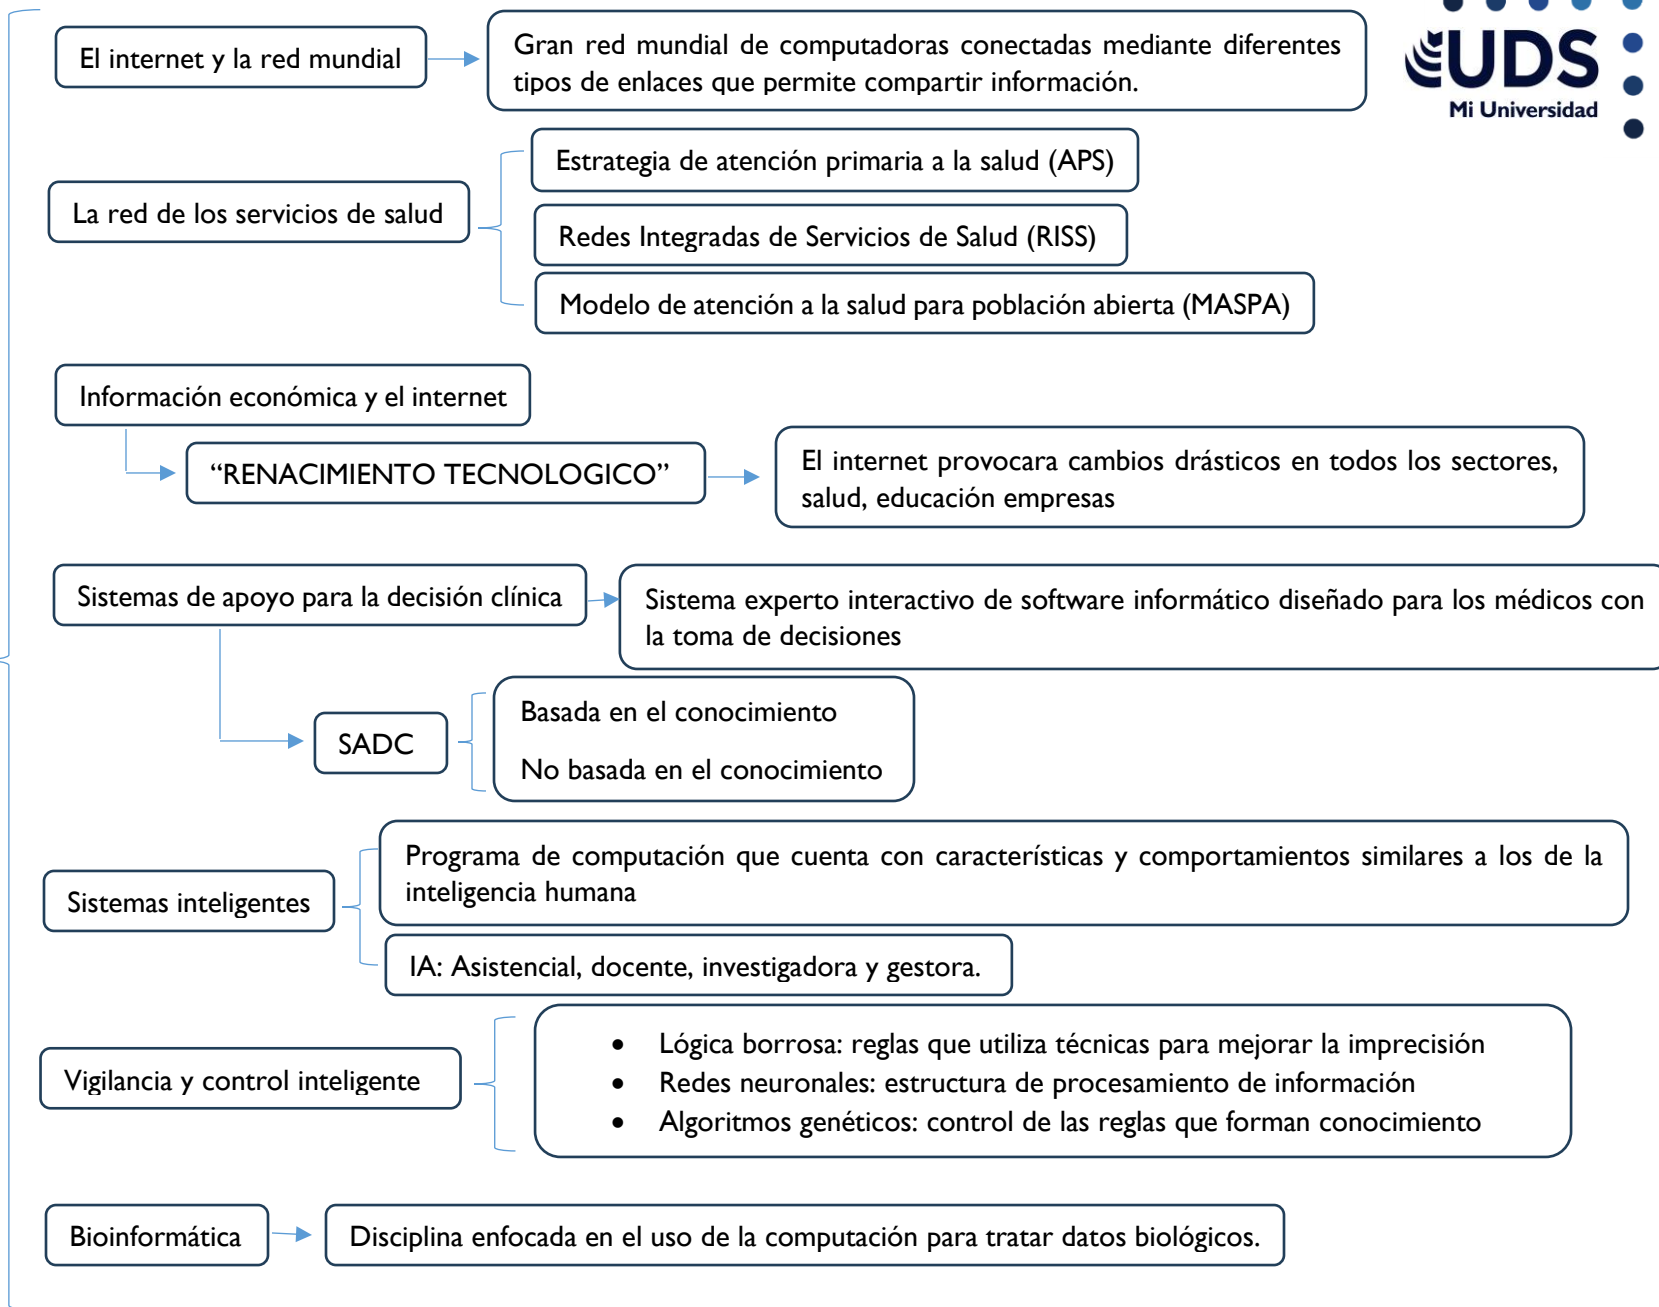 El internet y la red mundial
Gran red mundial de computadoras conectadas mediante diferentes
tipos de enlaces que permite compartir información.
UDS
Mi Universidad
La red de los servicios de salud
Estrategia de atención primaria a la salud (APS)
Redes Integradas de Servicios de Salud (RISS)
Modelo de atención a la salud para población abierta (MASPA)
Información económica y el internet
“RENACIMIENTO TECNOLOGICO”
El internet provocara cambios drásticos en todos los sectores,
salud, educación empresas
Sistemas de apoyo para la decisión clínica
Sistema experto interactivo de software informático diseñado para los médicos con
la toma de decisiones
SADC
Basada en el conocimiento
No basada en el conocimiento
Sistemas inteligentes
Programa de computación que cuenta con características y comportamientos similares a los de la
inteligencia humana
IA: Asistencial, docente, investigadora y gestora.
Vigilancia y control inteligente
• Lógica borrosa: reglas que utiliza técnicas para mejorar la imprecisión
• Redes neuronales: estructura de procesamiento de información
• Algoritmos genéticos: control de las reglas que forman conocimiento
Bioinformática
Disciplina enfocada en el uso de la computación para tratar datos biológicos.